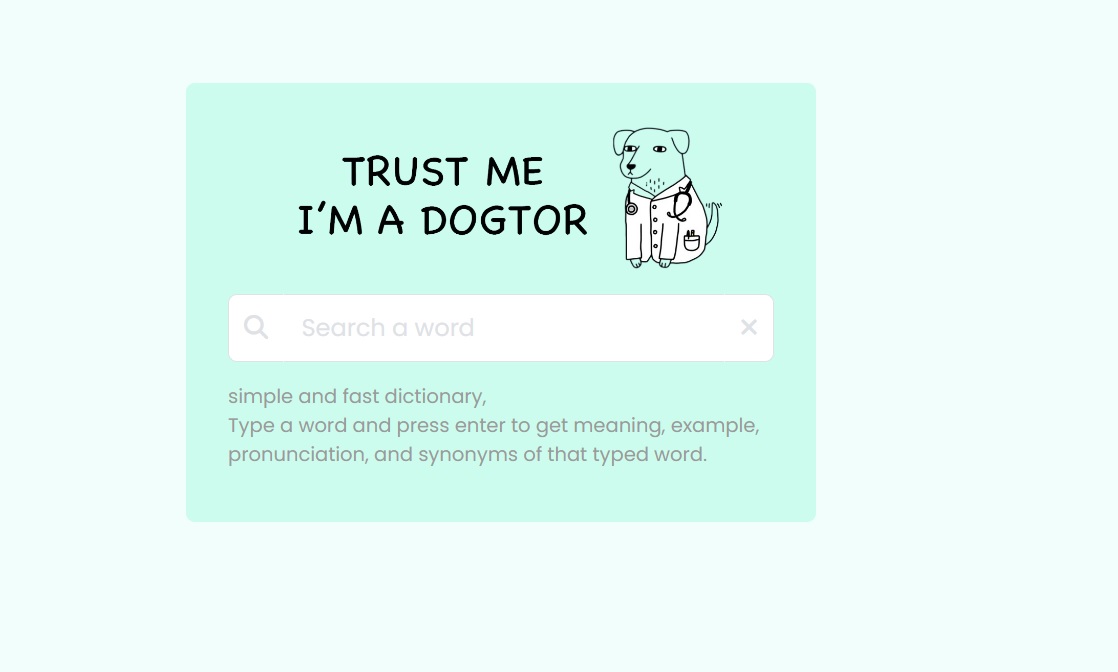 TRUST ME
I'M A DOGTOR
Search a word
simple and fast dictionary,
Type a word and press enter to get meaning, example,
pronunciation, and synonyms of that typed word.